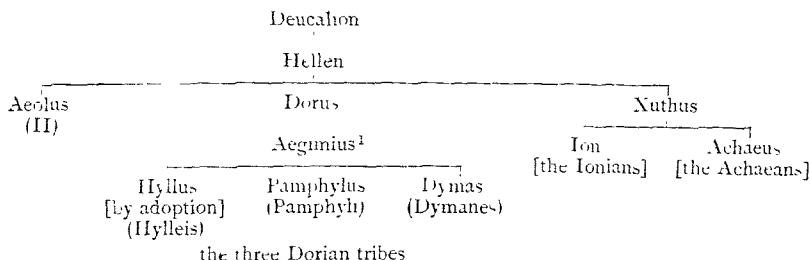 Deucalion
Hellen
Aeolus Dorus Xuthus
(II)
Aegimius¹ Ion Achaeus
[the Ionians] [the Achaeans]
Hyllus Pamphylus Dymas
[by adoption] (Pamphyli) (Dymanes)
(Hylleis)
the three Dorian tribes